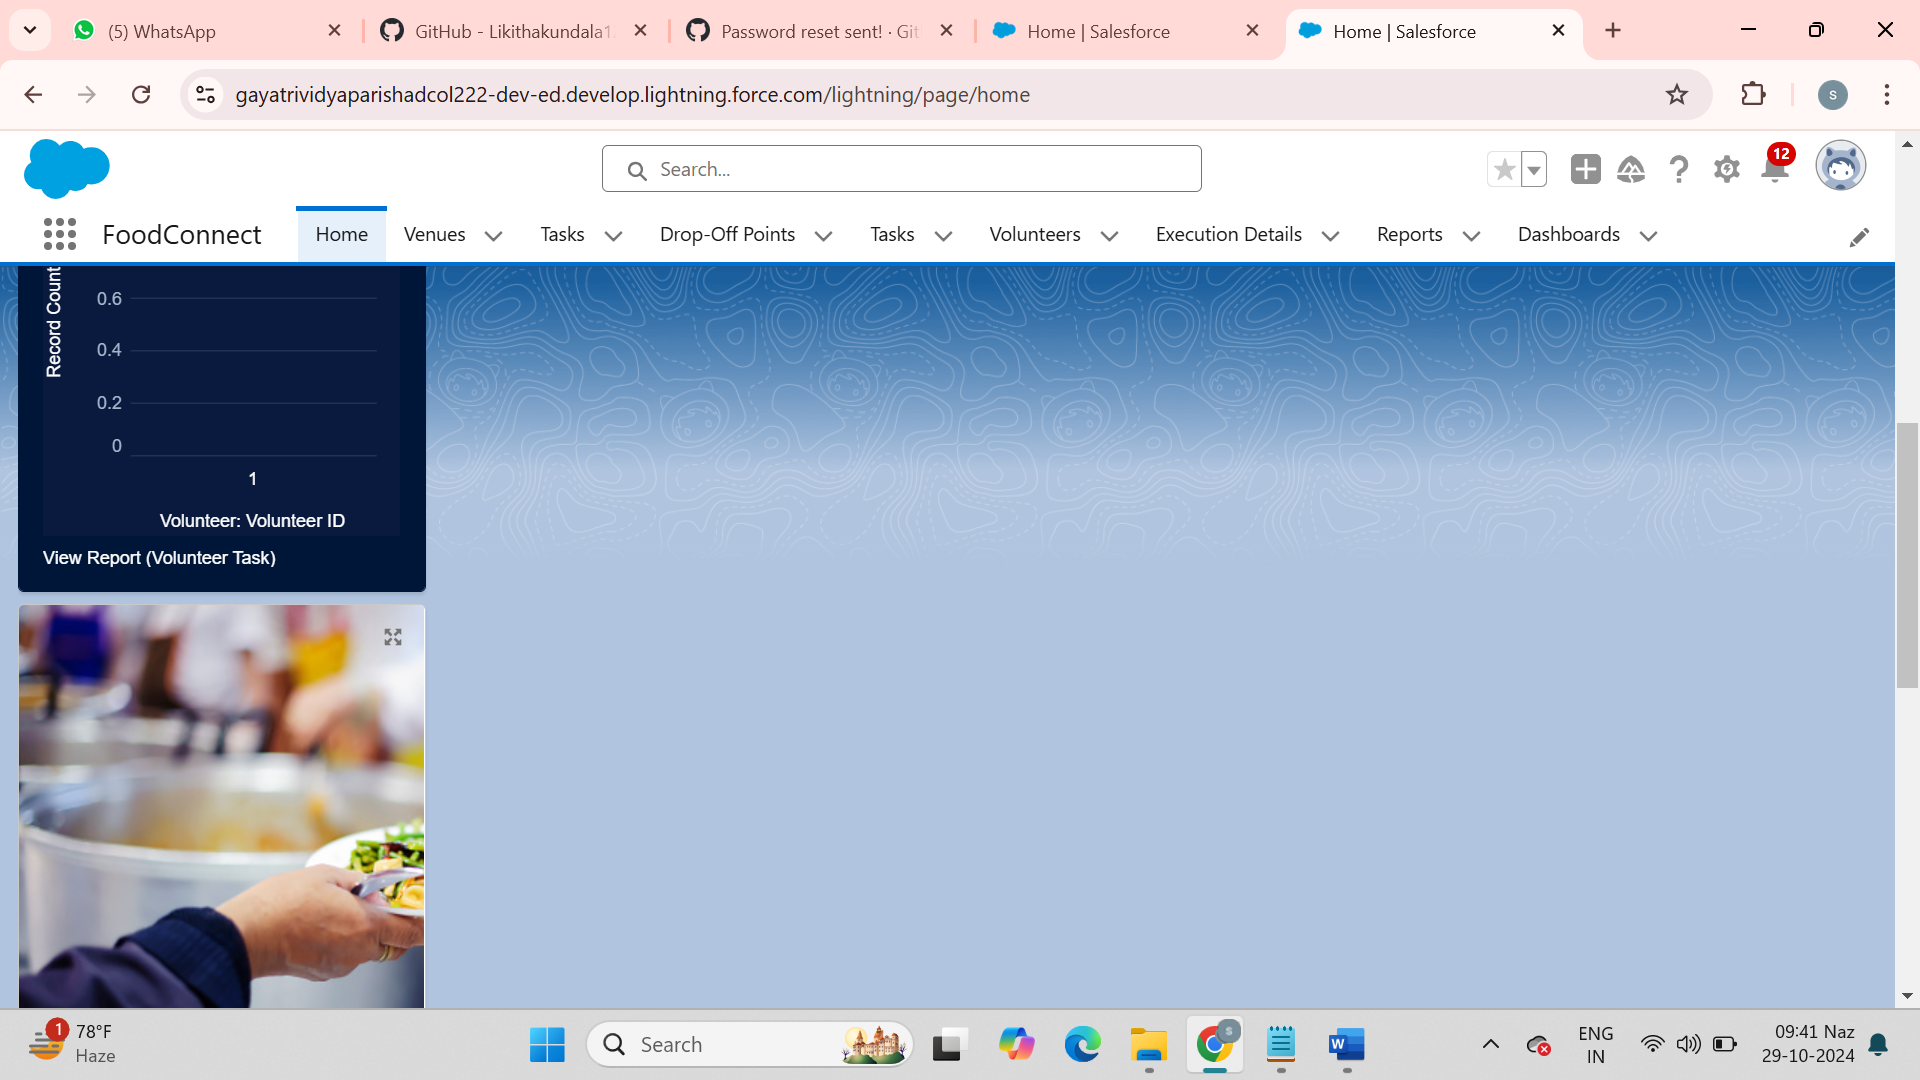 (5) WhatsApp
GitHub - Likithakundala1
Password reset sent! · Git
Home | Salesforce
Home | Salesforce
gayatrividyaparishadcol222-dev-ed.develop.lightning.force.com/lightning/page/home
S
Search...
12
FoodConnect
Home
Venues
Tasks
Drop-Off Points
Tasks
Volunteers
Execution Details
Reports
Dashboards
Record Count
0.6
0.4
0.2
0
1
Volunteer: Volunteer ID
View Report (Volunteer Task)
1
78°F
Haze
Search
S
W
ENG
IN
09:41 Naz
29-10-2024